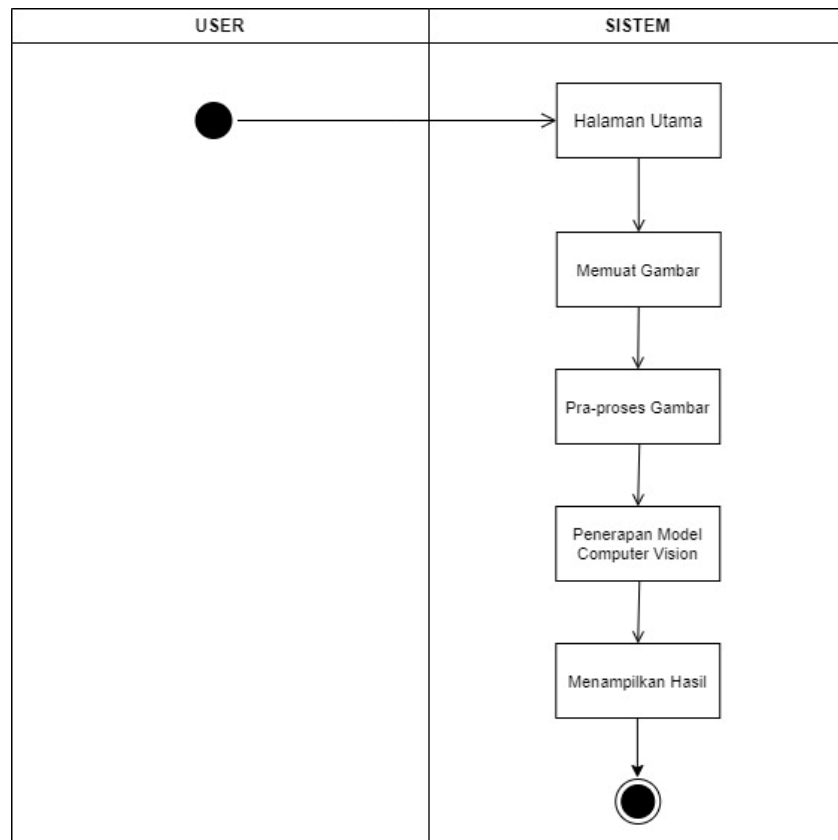 USER
SISTEM
Halaman Utama
Memuat Gambar
Pra-proses Gambar
Penerapan Model
Computer Vision
Menampilkan Hasil